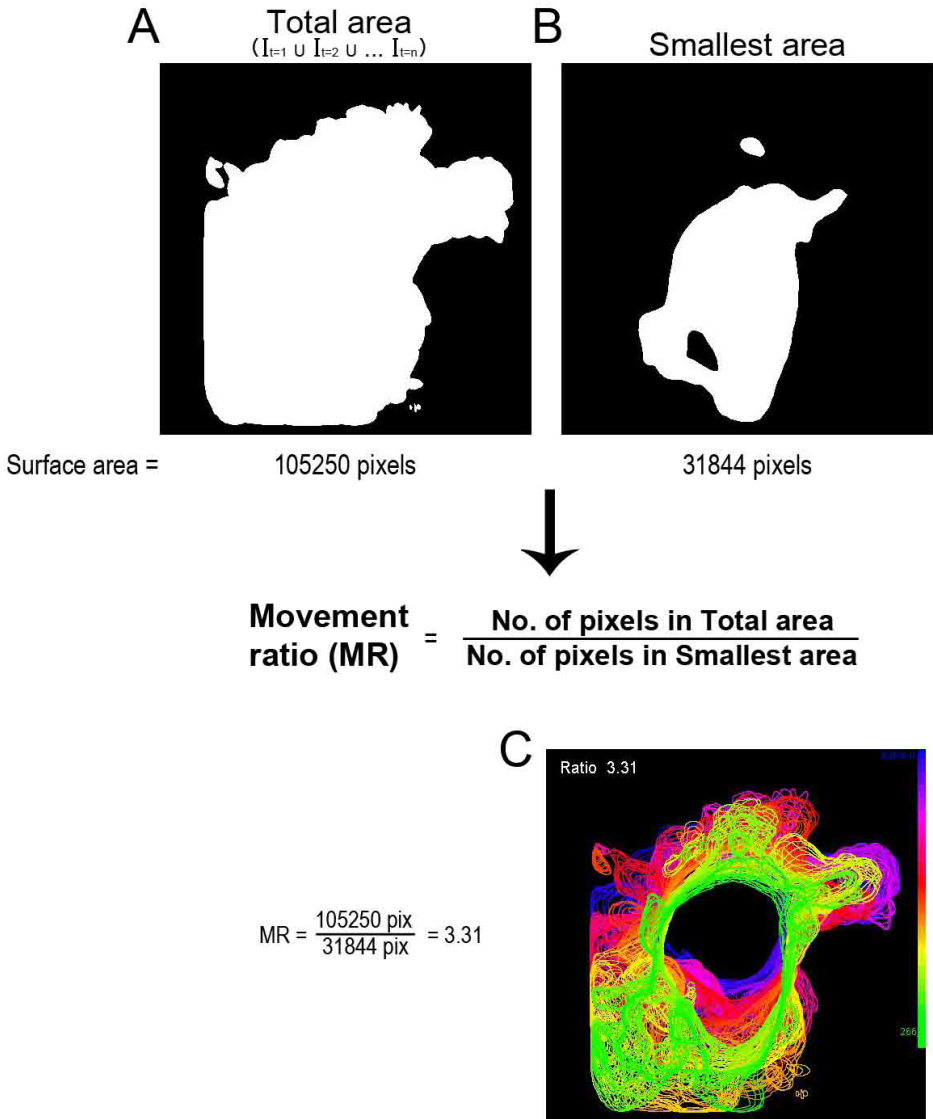 A
Total area
(Iₜ₌₁ ∪ Iₜ₌₂ ∪ ... Iₜ₌ₙ)
B
Smallest area
Surface area =
105250 pixels
31844 pixels
Movement
ratio (MR)
=
No. of pixels in Total area
No. of pixels in Smallest area
C
Ratio 3.31
266
MR = 105250 pix
31844 pix
= 3.31